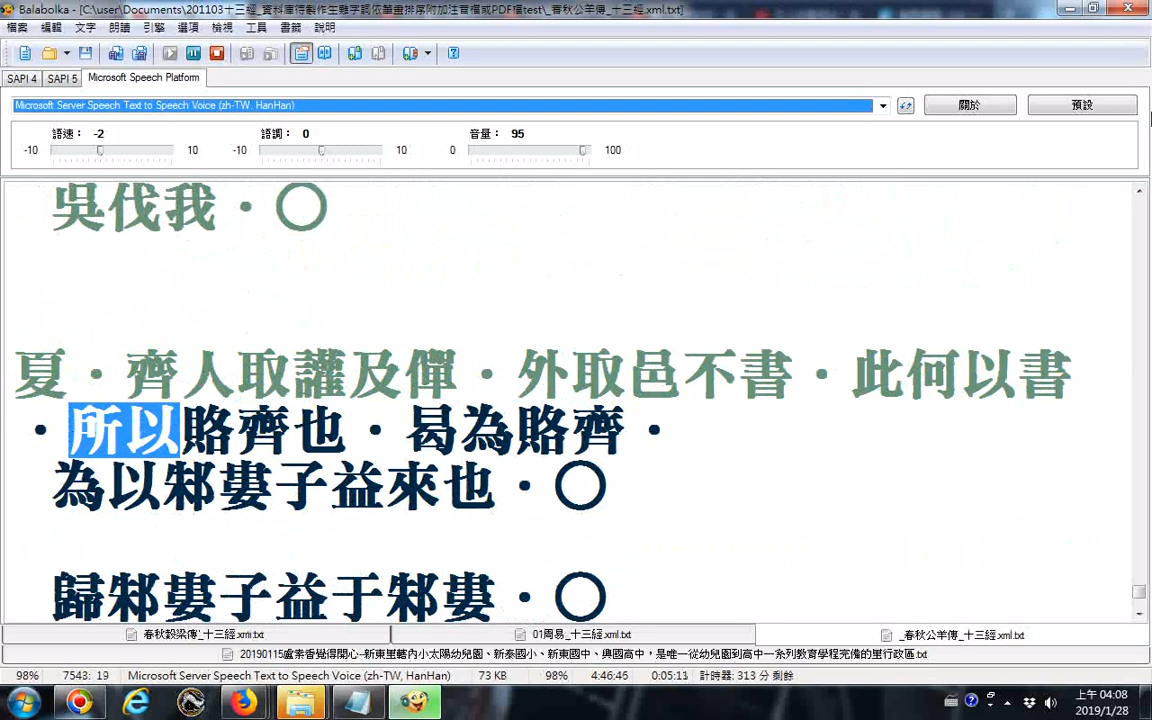 Balabolka - [C:\user\Documents\201103十三經_資料庫得製作生難字詞依筆畫排序附加注音檔或PDF檔test\_春秋公羊傳_十三經.xml.txt]
檔案 編輯 文字 朗讀 引擎 選項 檢視 工具 書籤 說明
SAPI 4 SAPI 5 Microsoft Speech Platform
Microsoft Server Speech Text to Speech Voice (zh-TW, HanHan) 關於 預設
語速： -2 語調： 0 音量： 95
-10 10 -10 10 0 100
吳伐我．〇
夏．齊人取讙及僤．外取邑不書．此何以書
．所以賂齊也．曷為賂齊．
為以邾婁子益來也．〇
歸邾婁子益于邾婁．〇
春秋穀梁傳_十三經.xml.txt 01周易_十三經.xml.txt _春秋公羊傳_十三經.xml.txt
20190115盧素香覺得開心-新東里轄內小太陽幼兒園、新泰國小、新東國中、興國高中，是唯一從幼兒園到高中一系列教育學程完備的里行政區.txt
98% 7543: 19 Microsoft Server Speech Text to Speech Voice (zh-TW, HanHan) 73 KB 98% 4:46:46 0:05:11 計時器： 313 分 剩餘
上午 04:08
2019/1/28